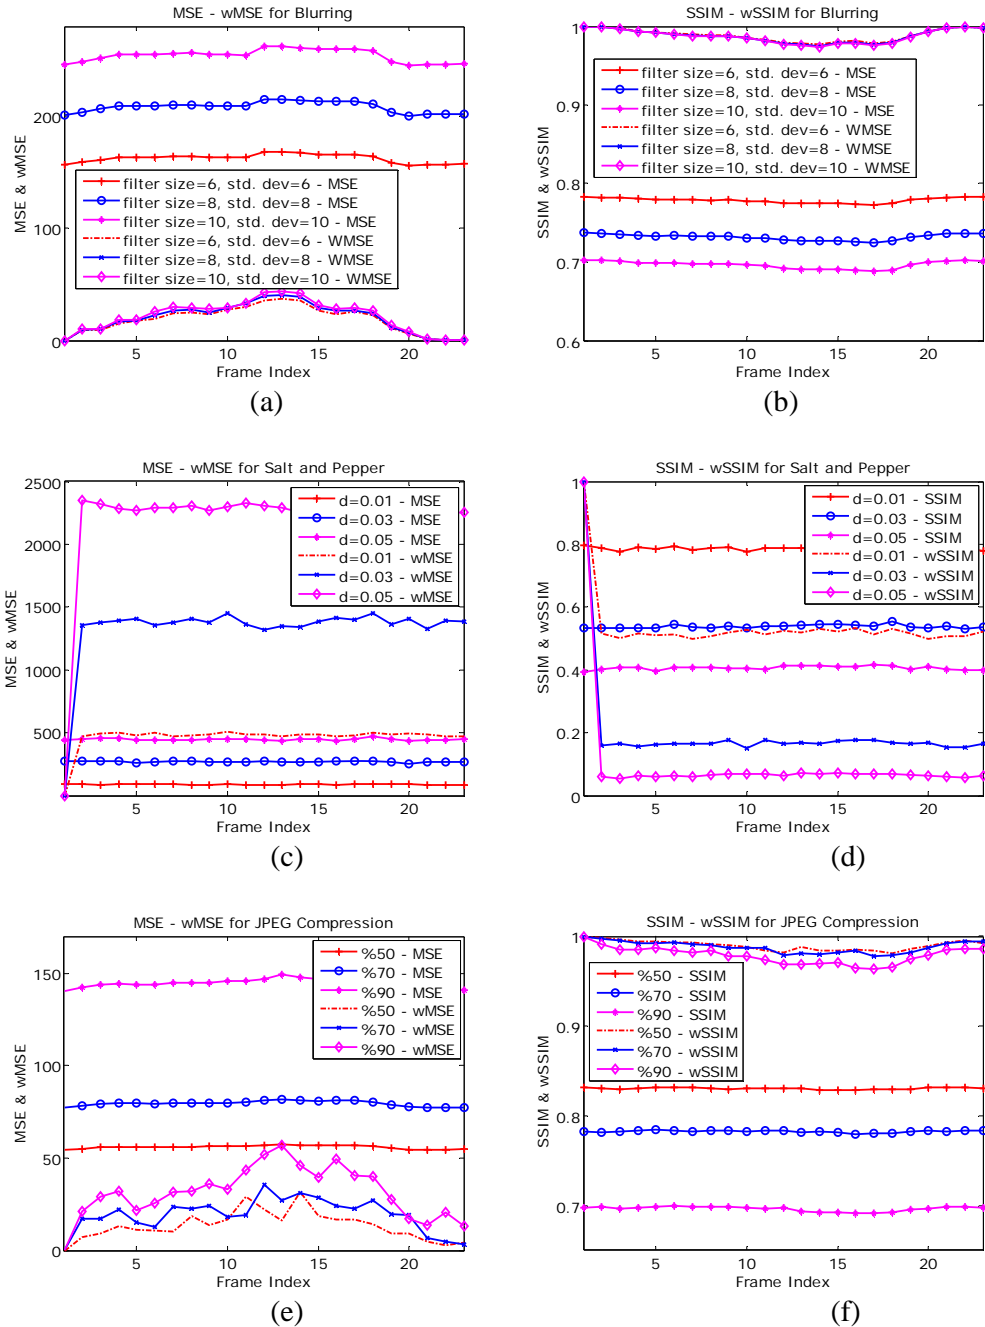 MSE - wMSE for Blurring
MSE & wMSE
200
100
0
filter size=6, std. dev=6 - MSE
filter size=8, std. dev=8 - MSE
filter size=10, std. dev=10 - MSE
filter size=6, std. dev=6 - WMSE
filter size=8, std. dev=8 - WMSE
filter size=10, std. dev=10 - WMSE
5 10 15 20
Frame Index
(a)
SSIM - wSSIM for Blurring
SSIM & wSSIM
1
0.9
0.8
0.7
0.6
filter size=6, std. dev=6 - MSE
filter size=8, std. dev=8 - MSE
filter size=10, std. dev=10 - MSE
filter size=6, std. dev=6 - WMSE
filter size=8, std. dev=8 - WMSE
filter size=10, std. dev=10 - WMSE
5 10 15 20
Frame Index
(b)
MSE - wMSE for Salt and Pepper
MSE & wMSE
2500
2000
1500
1000
500
0
d=0.01 - MSE
d=0.03 - MSE
d=0.05 - MSE
d=0.01 - wMSE
d=0.03 - wMSE
d=0.05 - wMSE
5 10 15 20
Frame Index
(c)
SSIM - wSSIM for Salt and Pepper
SSIM & wSSIM
1
0.8
0.6
0.4
0.2
0
d=0.01 - SSIM
d=0.03 - SSIM
d=0.05 - SSIM
d=0.01 - wSSIM
d=0.03 - wSSIM
d=0.05 - wSSIM
5 10 15 20
Frame Index
(d)
MSE - wMSE for JPEG Compression
MSE & wMSE
150
100
50
0
%50 - MSE
%70 - MSE
%90 - MSE
%50 - wMSE
%70 - wMSE
%90 - wMSE
5 10 15 20
Frame Index
(e)
SSIM - wSSIM for JPEG Compression
SSIM & wSSIM
1
0.9
0.8
0.7
%50 - SSIM
%70 - SSIM
%90 - SSIM
%50 - wSSIM
%70 - wSSIM
%90 - wSSIM
5 10 15 20
Frame Index
(f)